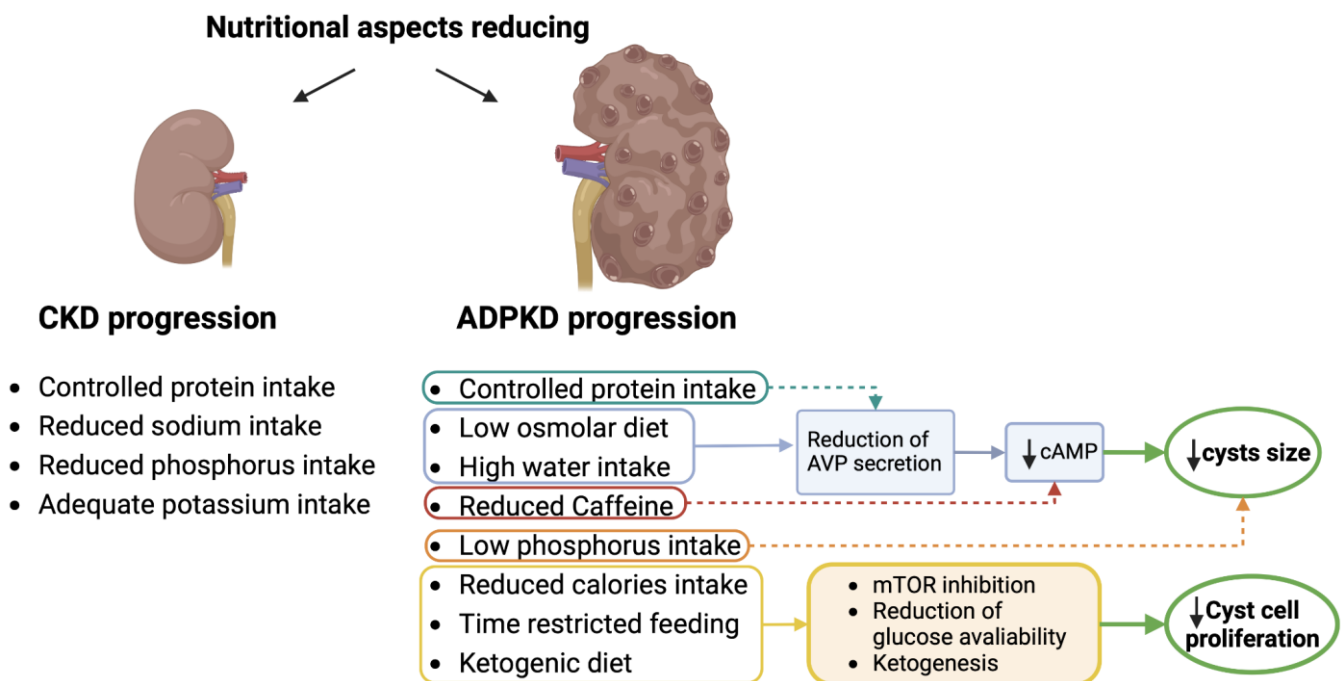 Nutritional aspects reducing
CKD progression
• Controlled protein intake
• Reduced sodium intake
• Reduced phosphorus intake
• Adequate potassium intake
ADPKD progression
• Controlled protein intake
• Low osmolar diet
• High water intake
• Reduced Caffeine
• Low phosphorus intake
• Reduced calories intake
• Time restricted feeding
• Ketogenic diet
Reduction of
AVP secretion
↓ cAMP
↓cysts size
• mTOR inhibition
• Reduction of
glucose avaliability
• Ketogenesis
↓Cyst cell
proliferation